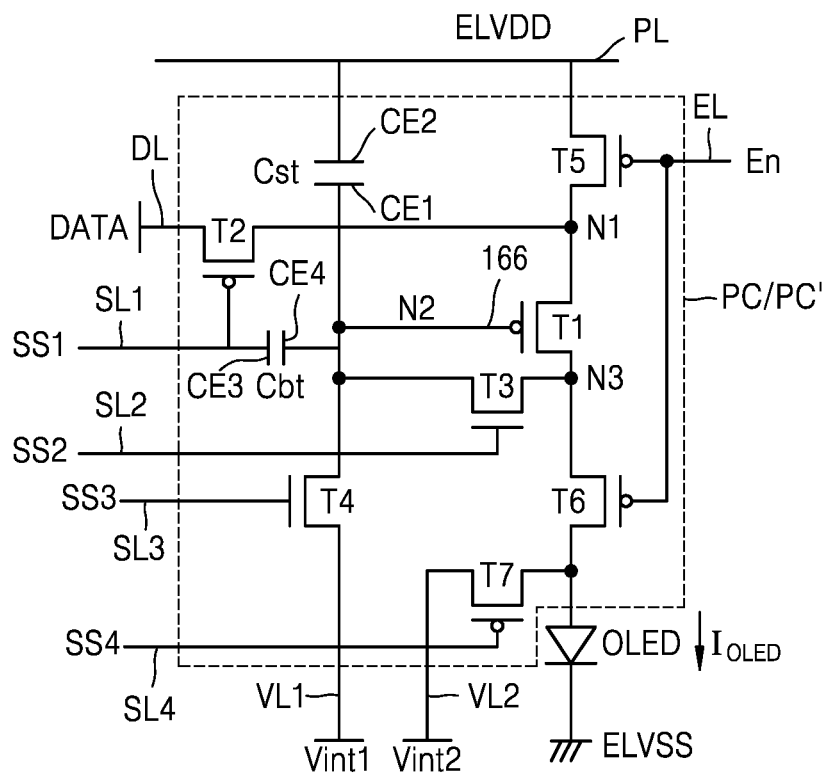 ELVDD
PL
CE2
EL
DL
Cst
T5
En
CE1
DATA
T2
N1
CE4
166
SL1
N2
PC/PC'
SS1
T1
CE3
Cbt
T3
N3
SL2
SS2
SS3
T4
T6
SL3
T7
SS4
OLED
IOLED
SL4
VL1
VL2
Vint1
Vint2
ELVSS